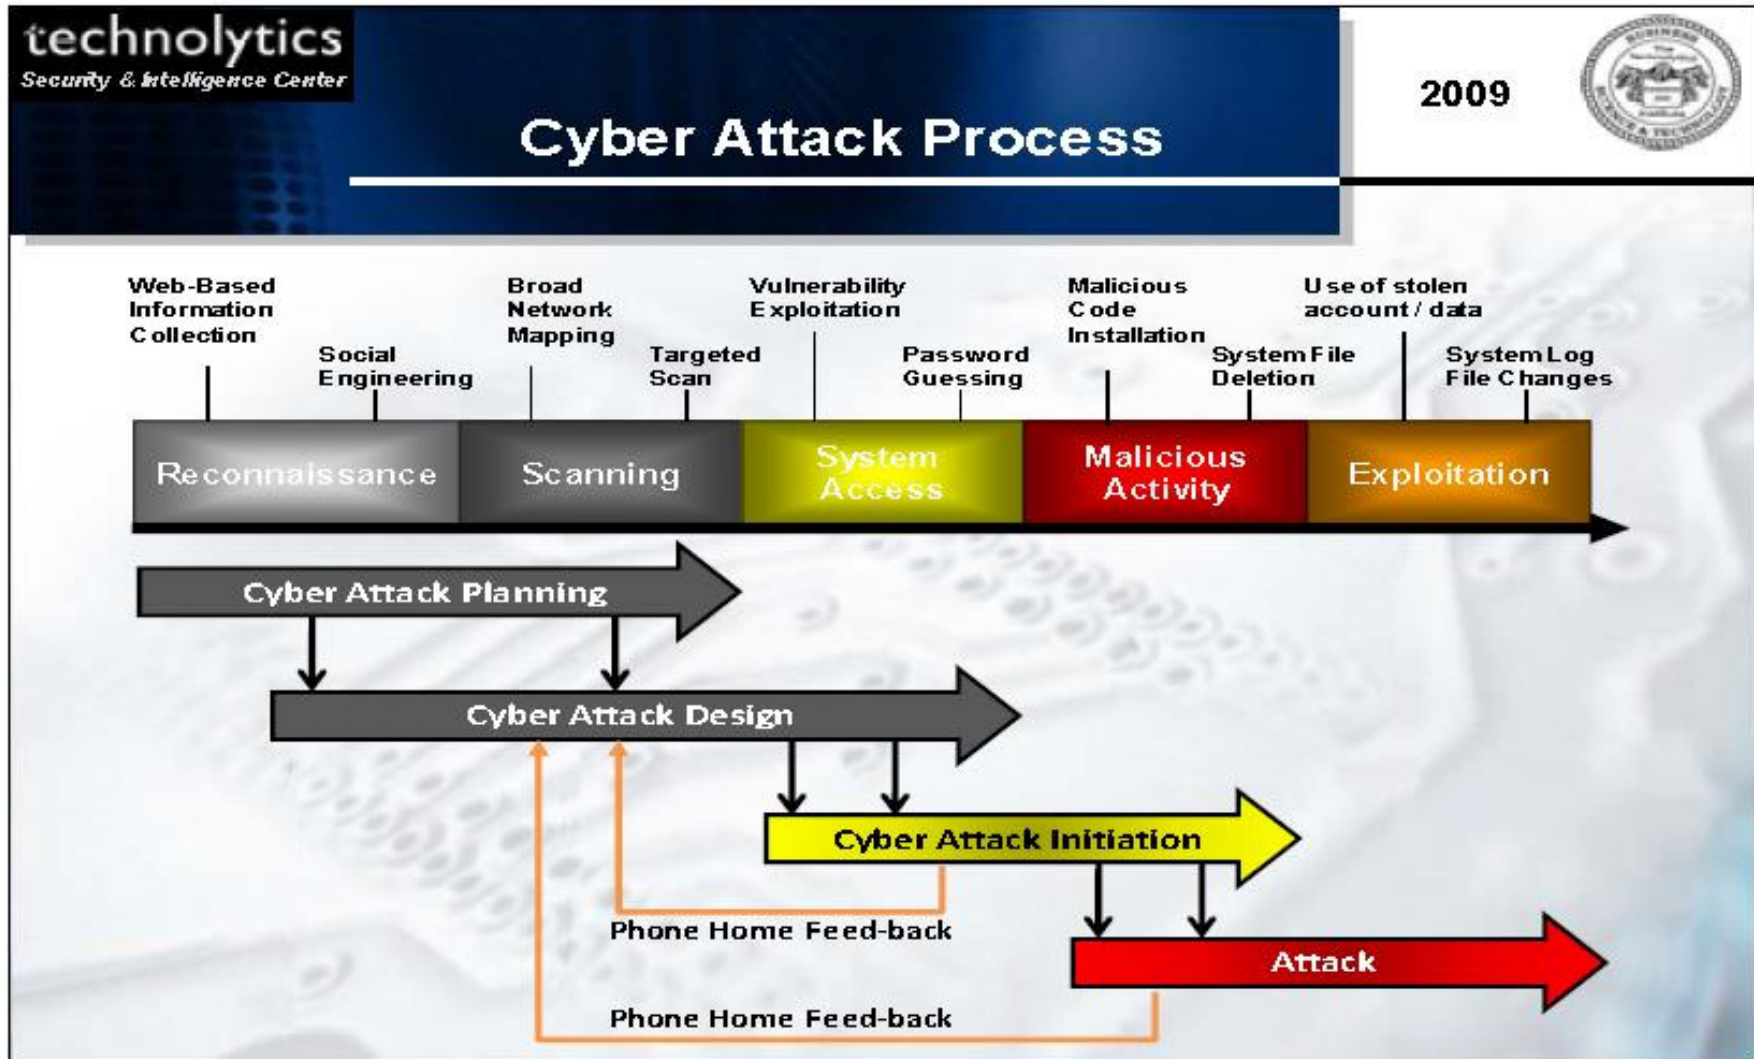 technolytics
Security & Intelligence Center
Cyber Attack Process
2009
BUSINESS
SCIENCE & TECHNOLOGY
Web-Based
Information
Collection
Social
Engineering
Broad
Network
Mapping
Targeted
Scan
Vulnerability
Exploitation
Password
Guessing
Malicious
Code
Installation
System File
Deletion
Use of stolen
account / data
System Log
File Changes
Reconnaissance
Scanning
System
Access
Malicious
Activity
Exploitation
Cyber Attack Planning
Cyber Attack Design
Cyber Attack Initiation
Phone Home Feed-back
Attack
Phone Home Feed-back